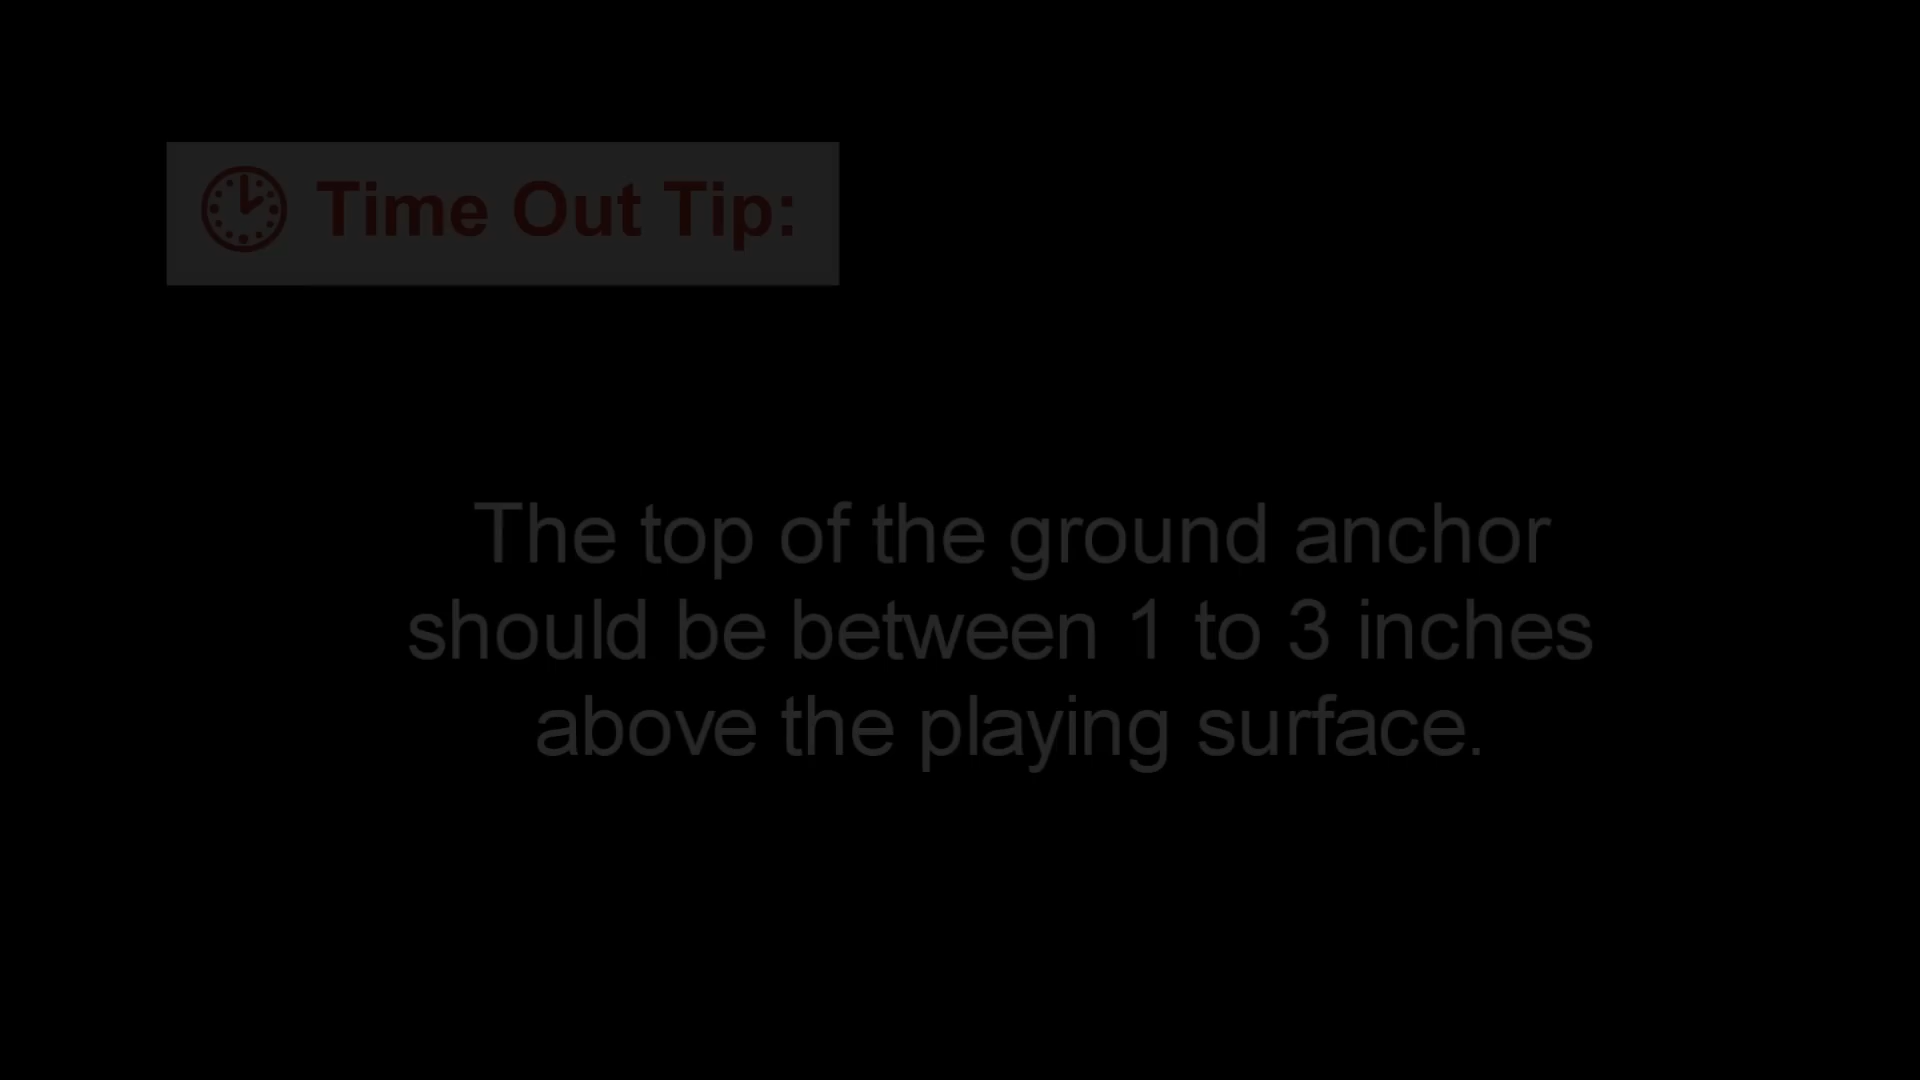 Time Out Tip:
The top of the ground anchor
should be between 1 to 3 inches
above the playing surface.